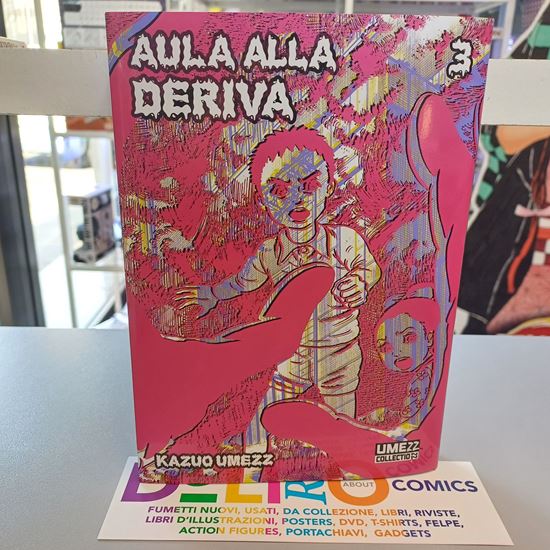 AULA ALLA
DERIVA
3
KAZUO UMEZZ
UMEZZ
COLLECTION
ABOUT
COMICS
FUMETTI NUOVI, USATI, DA COLLEZIONE, LIBRI, RIVISTE,
LIBRI D'ILLUSTRAZIONI, POSTERS, DVD, T-SHIRTS, FELPE,
ACTION FIGURES, PORTACHIAVI, GADGETS